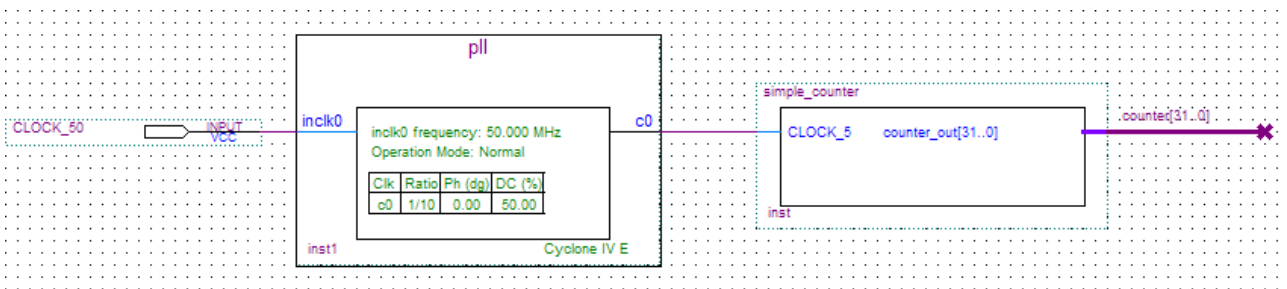 pll
simple_counter
CLOCK_50
INPUT
VCC
inclk0
c0
inclk0 frequency: 50.000 MHz
Operation Mode: Normal
Clk Ratio Ph (dg) DC (%)
c0 1/10 0.00 50.00
inst1
Cyclone IV E
CLOCK_5 counter_out[31..0]
counter[31..0]
inst